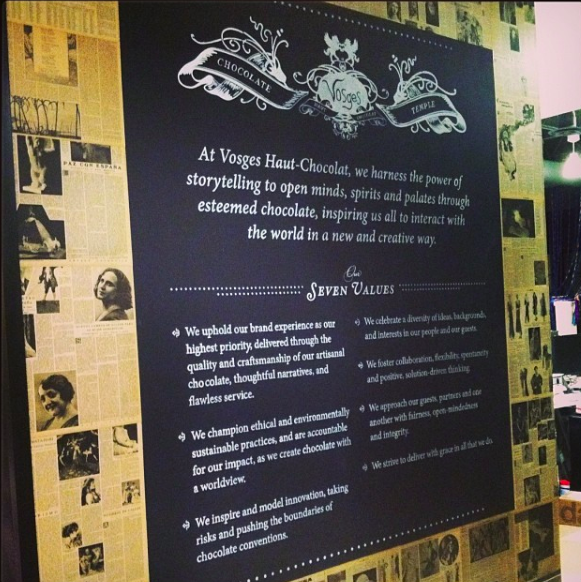 CHOCOLATE
Vosges
TEMPLE
At Vosges Haut-Chocolat, we harness the power of
storytelling to open minds, spirits and palates through
esteemed chocolate, inspiring us all to interact with
the world in a new and creative way.
Our
SEVEN VALUES
We uphold our brand experience as our
highest priority, delivered through the
quality and craftsmanship of our artisanal
chocolate, thoughtful narratives, and
flawless service.
We champion ethical and environmentally
sustainable practices, and are accountable
for our impact, as we create chocolate with
a worldview.
We inspire and model innovation, taking
risks and pushing the boundaries of
chocolate conventions.
We celebrate a diversity of ideas, backgrounds,
and interests in our people and our guests.
We foster collaboration, flexibility, spontaneity
and positive, solution-driven thinking.
We approach our guests, partners and one
another with fairness, open-mindedness
and integrity.
We strive to deliver with grace in all that we do.